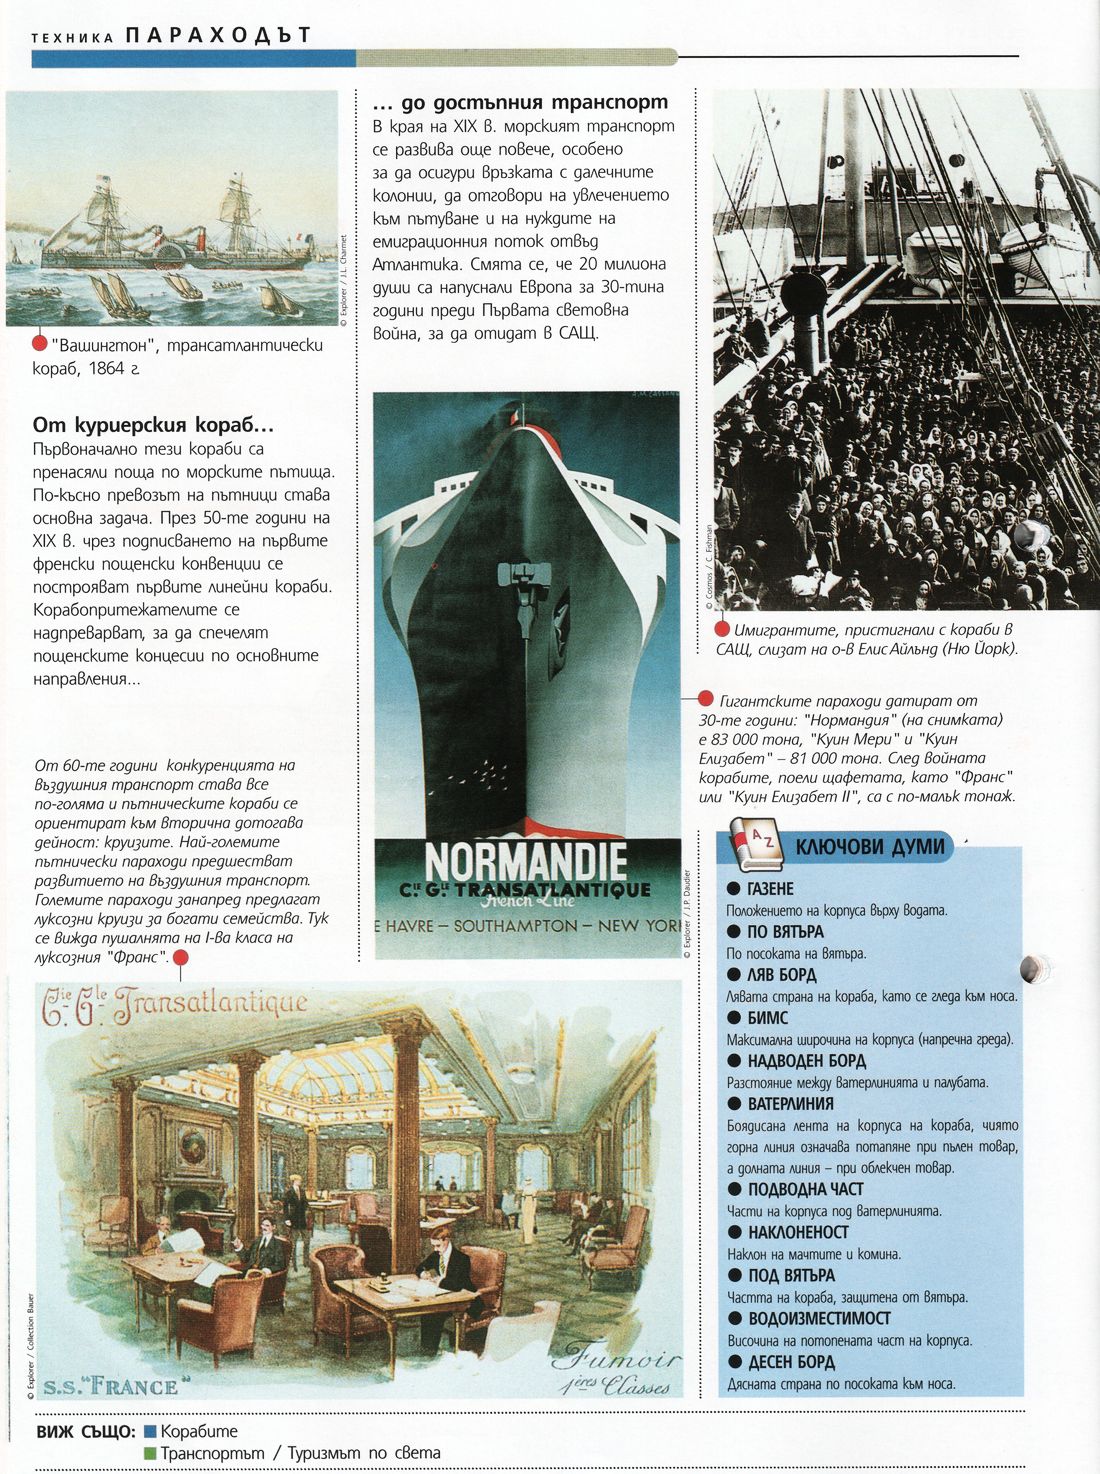 ТЕХНИКА ПАРАХОДЪТ
© Explorer / J.L. Charmet
"Вашингтон", трансатлантически
кораб, 1864 г.
От куриерския кораб...
Първоначално тези кораби са
пренасяли поща по морските пътища.
По-късно превозът на пътници става
основна задача. През 50-те години на
XIX в. чрез подписването на първите
френски пощенски конвенции се
построяват първите линейни кораби.
Корабопритежателите се
надпреварват, за да спечелят
пощенските концесии по основните
направления...
От 60-те години конкуренцията на
въздушния транспорт става все
по-голяма и пътническите кораби се
ориентират към вторична дотогава
дейност: круизите. Най-големите
пътнически параходи предшестват
развитието на въздушния транспорт.
Големите параходи занапред предлагат
луксозни круизи за богати семейства. Тук
се вижда пушалнята на I-ва класа на
луксозния "Франс".
... до достъпния транспорт
В края на XIX в. морският транспорт
се развива още повече, особено
за да осигури връзката с далечните
колонии, да отговори на увлечението
към пътуване и на нуждите на
емиграционния поток отвъд
Атлантика. Смята се, че 20 милиона
души са напуснали Европа за 30-тина
години преди Първата световна
война, за да отидат в САЩ.
NORMANDIE
Cie Gle TRANSATLANTIQUE
French Line
E HAVRE – SOUTHAMPTON – NEW YORK
© Explorer / J.P. Daudier
© Cosmos / C. Fishman
Имигрантите, пристигнали с кораби в
САЩ, слизат на о-в Елис Айлънд (Ню Йорк).
Гигантските параходи датират от
30-те години: "Нормандия" (на снимката)
е 83 000 тона, "Куин Мери" и "Куин
Елизабет" – 81 000 тона. След войната
корабите, поели щафетата, като "Франс"
или "Куин Елизабет II", са с по-малък тонаж.
A Z
КЛЮЧОВИ ДУМИ
● ГАЗЕНЕ
Положението на корпуса върху водата.
● ПО ВЯТЪРА
По посоката на вятъра.
● ЛЯВ БОРД
Лявата страна на кораба, като се гледа към носа.
● БИМС
Максимална широчина на корпуса (напречна греда).
● НАДВОДЕН БОРД
Разстояние между ватерлинията и палубата.
● ВАТЕРЛИНИЯ
Боядисана лента на корпуса на кораба, чиято
горна линия означава потапяне при пълен товар,
а долната линия – при облекчен товар.
● ПОДВОДНА ЧАСТ
Части на корпуса под ватерлинията.
● НАКЛОНЕНОСТ
Наклон на мачтите и комина.
● ПОД ВЯТЪРА
Частта на кораба, защитена от вятъра.
● ВОДОИЗМЕСТИМОСТ
Височина на потопената част на корпуса.
● ДЕСЕН БОРД
Дясната страна по посоката към носа.
Cie Gle Transatlantique
Fumoir
1ères Classes
S.S. "FRANCE"
© Explorer / Collection Bauer
ВИЖ СЪЩО: Корабите
Транспортът / Туризмът по света